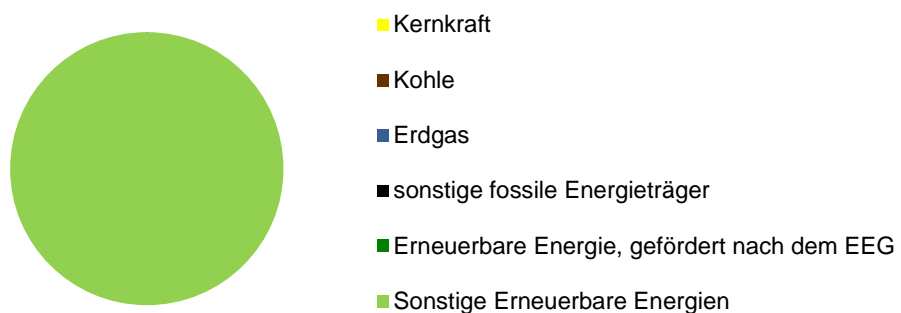 Kernkraft
Kohle
Erdgas
sonstige fossile Energieträger
Erneuerbare Energie, gefördert nach dem EEG
Sonstige Erneuerbare Energien